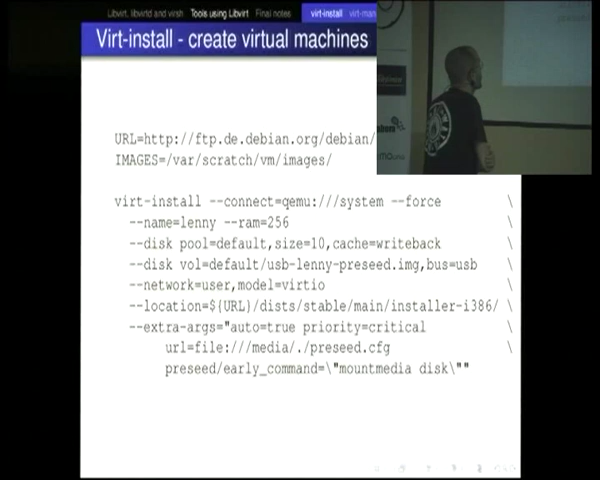 Libvirt, libvirtd and virsh Tools using Libvirt Final notes virt-install virt-man
Virt-install - create virtual machines
URL=http://ftp.de.debian.org/debian/
IMAGES=/var/scratch/vm/images/
virt-install --connect=qemu:///system --force \
--name=lenny --ram=256 \
--disk pool=default,size=10,cache=writeback \
--disk vol=default/usb-lenny-preseed.img,bus=usb \
--network=user,model=virtio \
--location=${URL}/dists/stable/main/installer-i386/ \
--extra-args="auto=true priority=critical \
url=file:///media/./preseed.cfg \
preseed/early_command=\"mountmedia disk\""